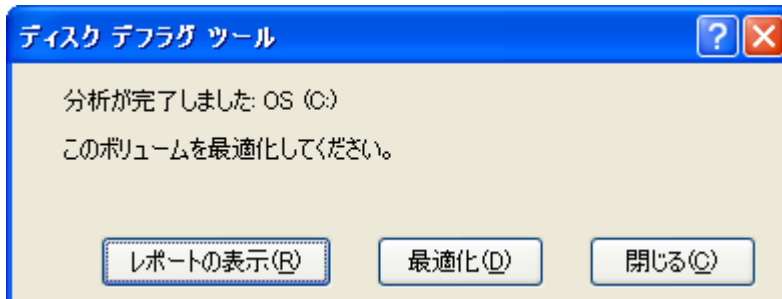 ディスク デフラグ ツール
分析が完了しました: OS (C:)
このボリュームを最適化してください。
レポートの表示(R) 最適化(D) 閉じる(C)